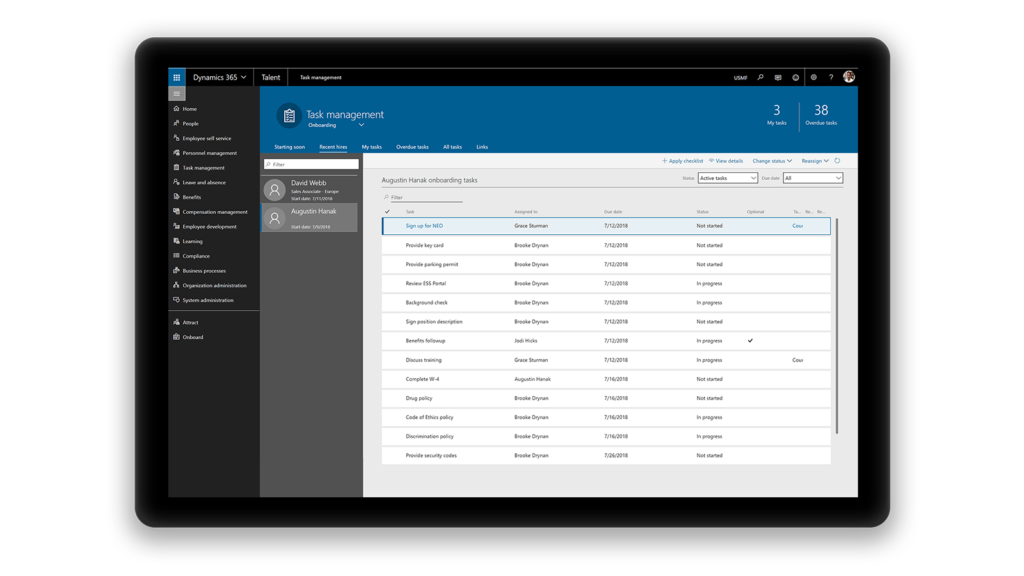 Dynamics 365 Talent Task management USMF ?
Task management
Onboarding
3 My tasks
38 Overdue tasks
Starting soon Recent hires My tasks Overdue tasks All tasks Links
Home
People
Employee self service
Personnel management
Task management
Leave and absence
Benefits
Compensation management
Employee development
Learning
Compliance
Business processes
Organization administration
System administration
Attract
Onboard
Filter
David Webb
Sales Associate - Europe
Start date: 7/11/2018
Augustin Hanak
Start date: 7/9/2018
+ Apply checklist View details Change status Reassign
Augustin Hanak onboarding tasks
Status Active tasks Due date All
Filter
Task Assigned to Due date Status Optional Ta... Re... Re...
Sign up for NEO Grace Sturman 7/12/2018 Not started Cour
Provide key card Brooke Drynan 7/12/2018 Not started
Provide parking permit Brooke Drynan 7/12/2018 Not started
Review ESS Portal Brooke Drynan 7/12/2018 In progress
Background check Brooke Drynan 7/12/2018 In progress
Sign position description Brooke Drynan 7/12/2018 Not started
Benefits followup Jodi Hicks 7/12/2018 In progress
Discuss training Grace Sturman 7/12/2018 In progress Cour
Complete W-4 Augustin Hanak 7/16/2018 Not started
Drug policy Brooke Drynan 7/16/2018 Not started
Code of Ethics policy Brooke Drynan 7/16/2018 In progress
Discrimination policy Brooke Drynan 7/16/2018 In progress
Provide security codes Brooke Drynan 7/26/2018 Not started